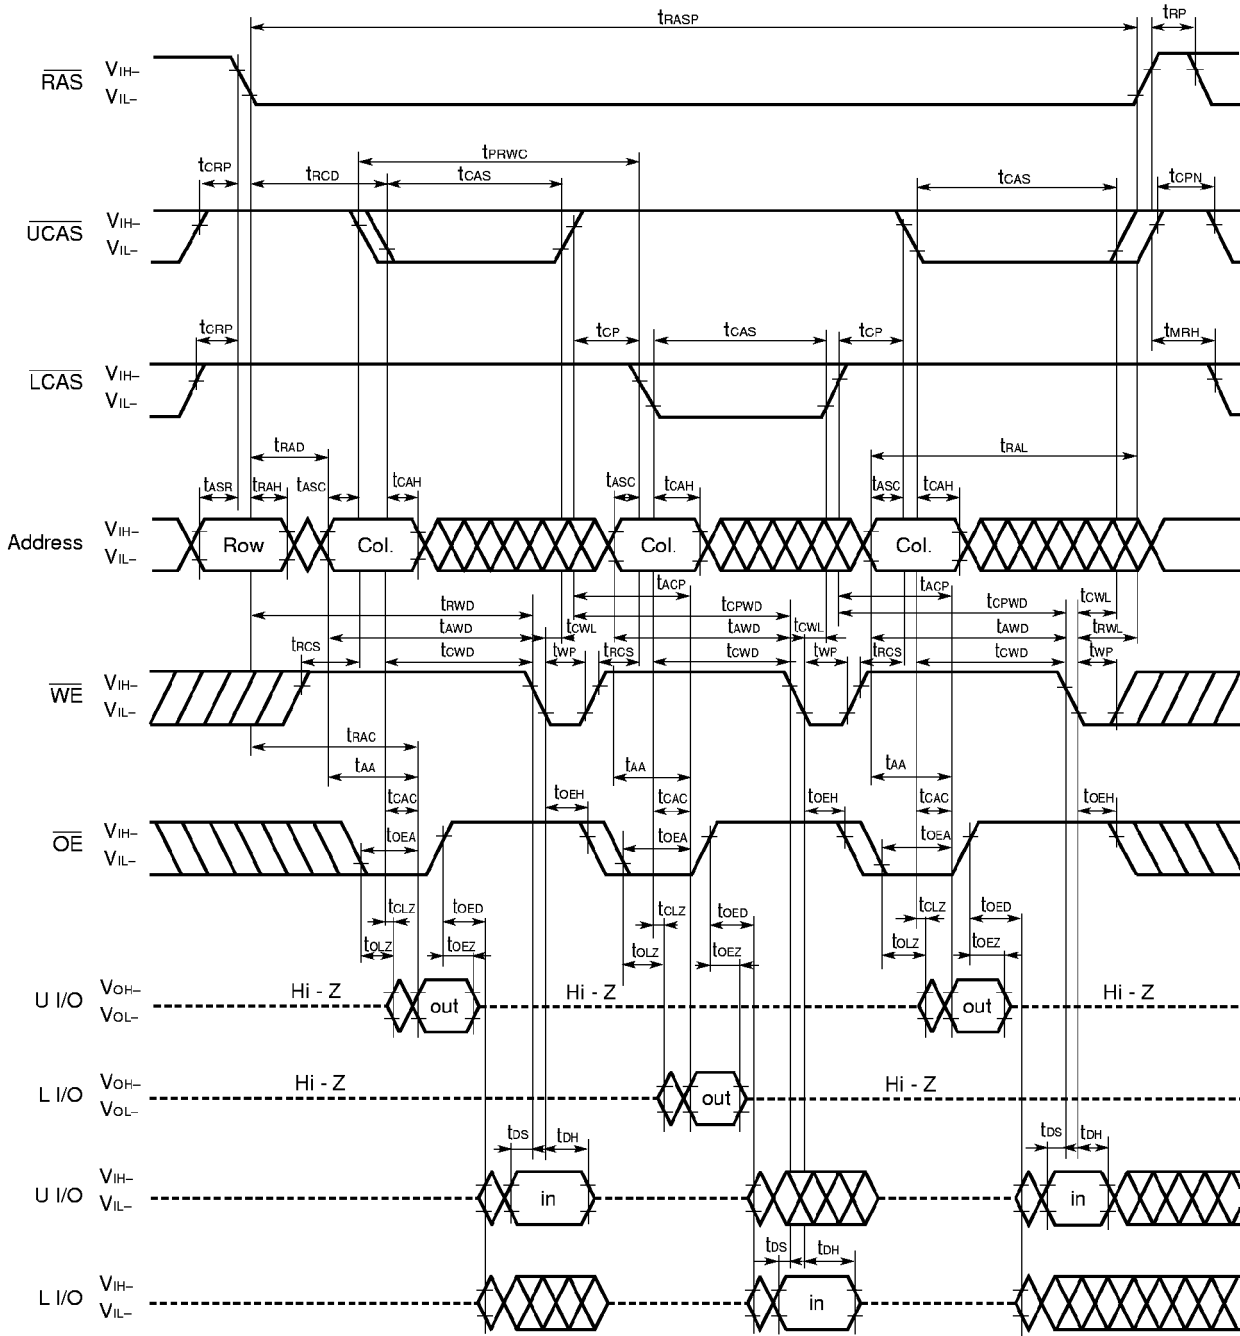 tRASP tRP
RAS VIH–
VIL–
tCRP tRCD tPRWC tCAS tCAS tCPN
UCAS VIH–
VIL–
tCRP tCP tCAS tCP tMRH
LCAS VIH–
VIL–
tRAD tRAL
tASR tRAH tASC tCAH tASC tCAH tASC tCAH
Address VIH–
VIL–
Row Col. Col. Col.
tACP tACP
tRWD tCPWD tCPWD tCWL
tAWD tCWL tAWD tCWL tAWD tRWL
tRCS tCWD tWP tRCS tCWD tWP tRCS tCWD tWP
WE VIH–
VIL–
tRAC
tAA tAA tAA
tCAC tOEH tCAC tOEH tCAC tOEH
OE VIH–
VIL–
tOEA tOEA tOEA
tCLZ tOED tCLZ tOED tCLZ tOED
tOLZ tOEZ tOLZ tOEZ tOLZ tOEZ
U I/O VOH–
VOL–
Hi - Z out Hi - Z out Hi - Z
L I/O VOH–
VOL–
Hi - Z out Hi - Z
tDS tDH tDS tDH
U I/O VIH–
VIL–
in in
tDS tDH
L I/O VIH–
VIL–
in